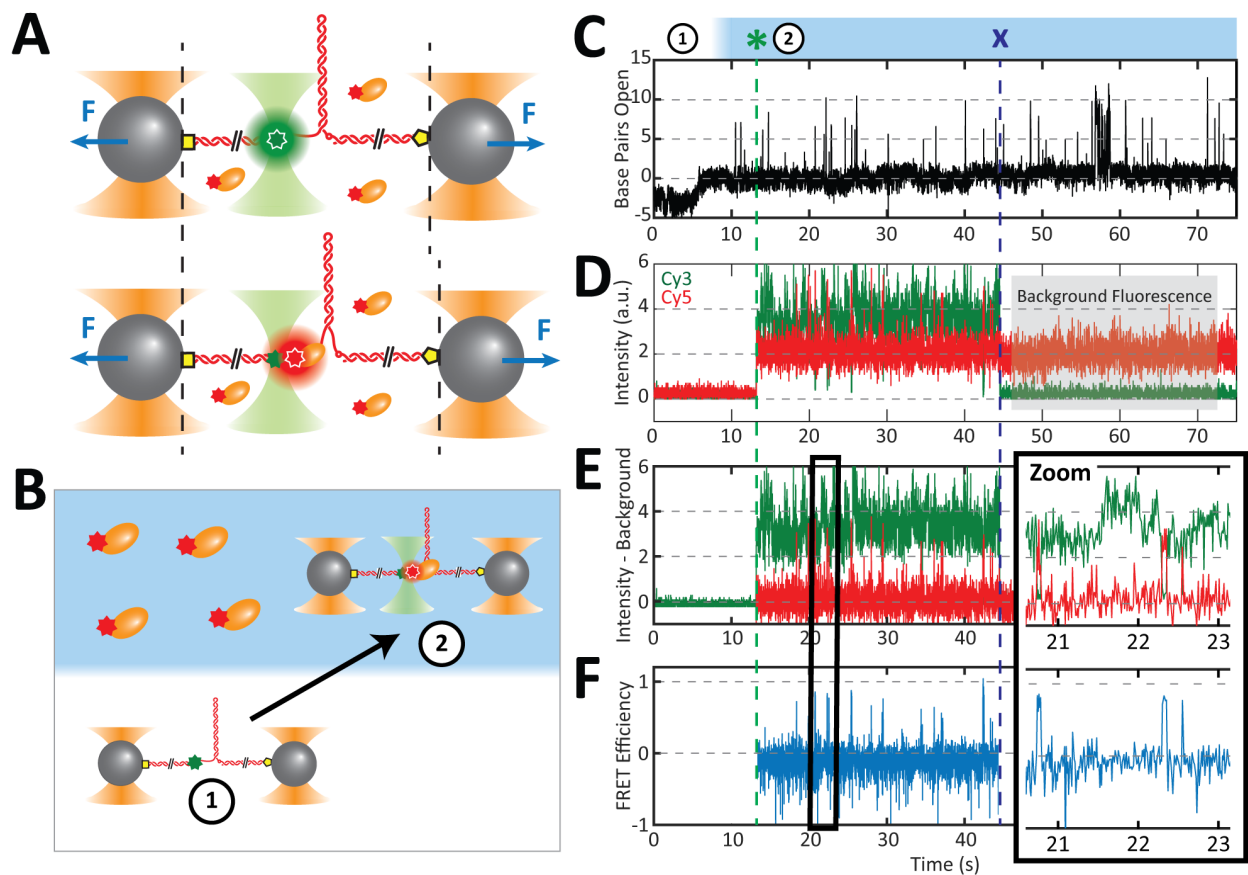 A
F
F
F
F
B
2
1
C
1
*
2
X
Base Pairs Open
15
10
5
0
-5
0 10 20 30 40 50 60 70
D
Cy3
Cy5
Background Fluorescence
Intensity (a.u.)
6
4
2
0
0 10 20 30 40 50 60 70
E
Intensity - Background
6
4
2
0
0 10 20 30 4
Zoom
21 22 23
F
FRET Efficiency
1
0
-1
0 10 20 30 40
Time (s)
21 22 23